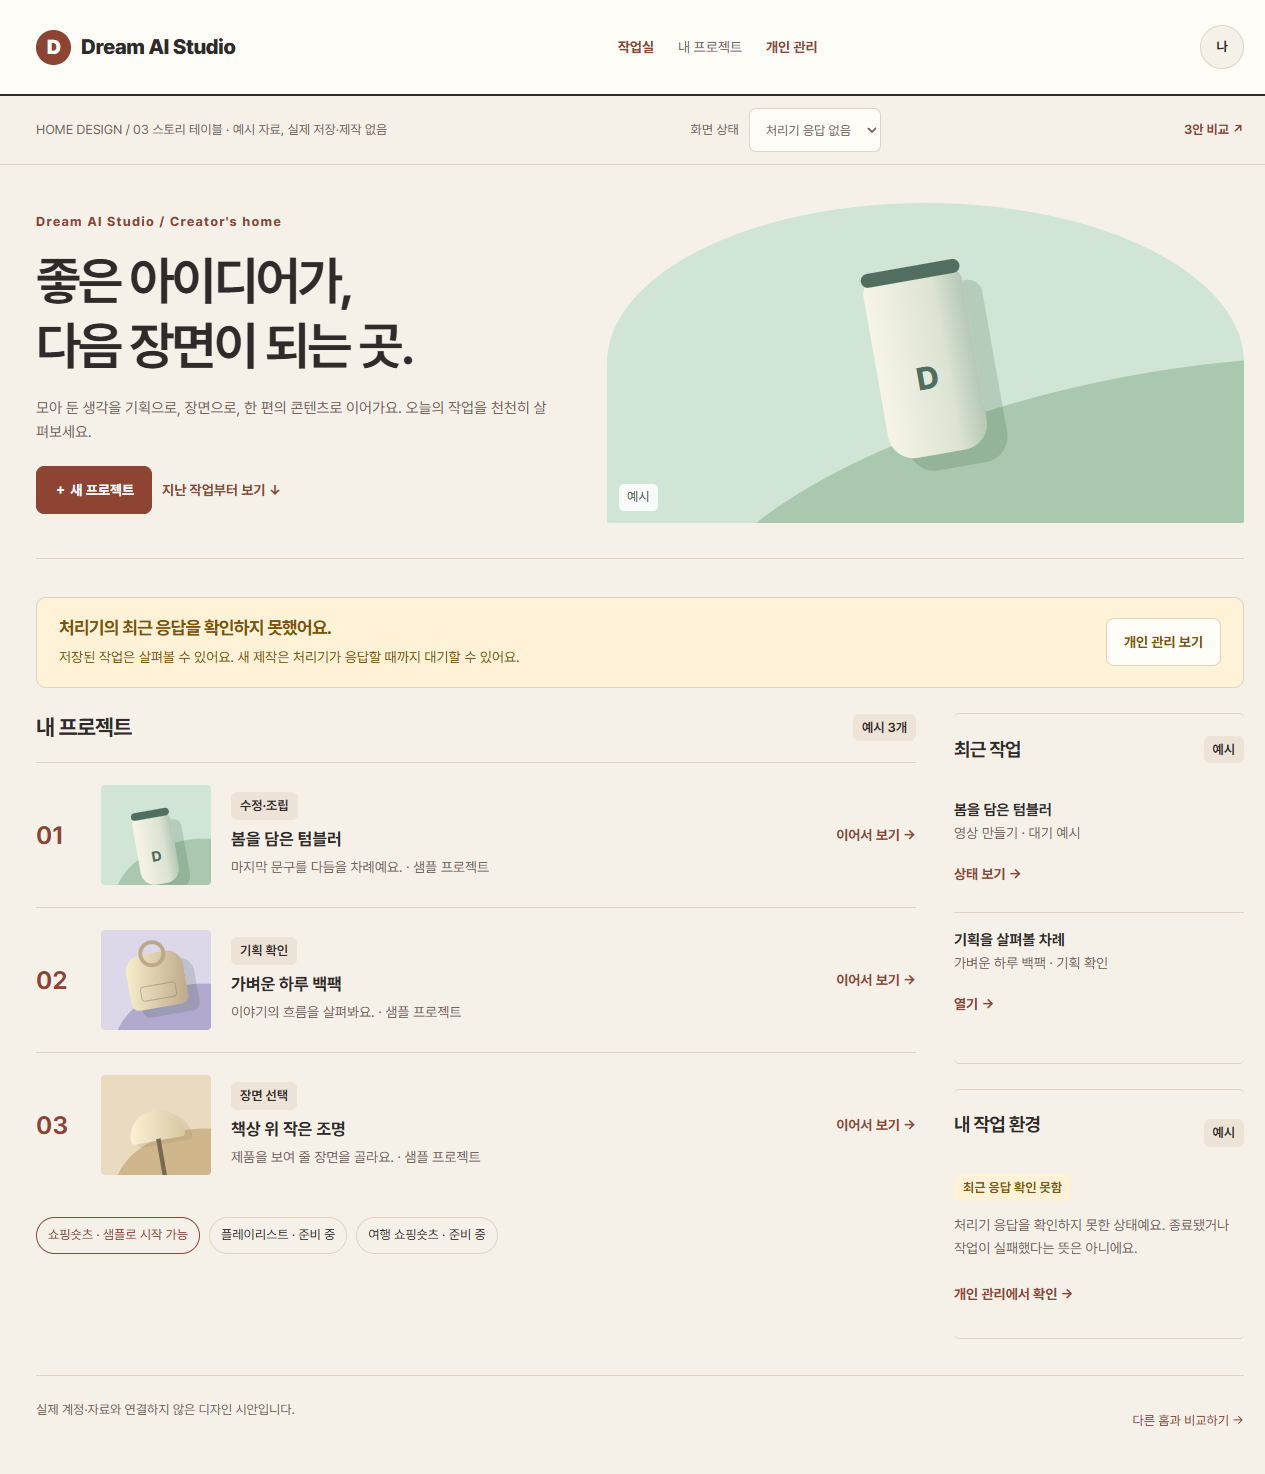 D Dream AI Studio
작업실 내 프로젝트 개인 관리
나
HOME DESIGN / 03 스토리 테이블 · 예시 자료, 실제 저장·제작 없음
화면 상태 처리기 응답 없음
3안 비교 ↗
Dream AI Studio / Creator's home
좋은 아이디어가,
다음 장면이 되는 곳.
모아 둔 생각을 기획으로, 장면으로, 한 편의 콘텐츠로 이어가요. 오늘의 작업을 천천히 살
펴보세요.
+ 새 프로젝트 지난 작업부터 보기 ↓
D
예시
처리기의 최근 응답을 확인하지 못했어요.
저장된 작업은 살펴볼 수 있어요. 새 제작은 처리기가 응답할 때까지 대기할 수 있어요.
개인 관리 보기
내 프로젝트
예시 3개
01
D
수정·조립
봄을 담은 텀블러
마지막 문구를 다듬을 차례예요. · 샘플 프로젝트
이어서 보기 →
02
기획 확인
가벼운 하루 백팩
이야기의 흐름을 살펴봐요. · 샘플 프로젝트
이어서 보기 →
03
장면 선택
책상 위 작은 조명
제품을 보여 줄 장면을 골라요. · 샘플 프로젝트
이어서 보기 →
쇼핑숏츠 · 샘플로 시작 가능
플레이리스트 · 준비 중
여행 쇼핑숏츠 · 준비 중
최근 작업
예시
봄을 담은 텀블러
영상 만들기 · 대기 예시
상태 보기 →
기획을 살펴볼 차례
가벼운 하루 백팩 · 기획 확인
열기 →
내 작업 환경
예시
최근 응답 확인 못함
처리기 응답을 확인하지 못한 상태예요. 종료됐거나
작업이 실패했다는 뜻은 아니에요.
개인 관리에서 확인 →
실제 계정·자료와 연결하지 않은 디자인 시안입니다.
다른 홈과 비교하기 →